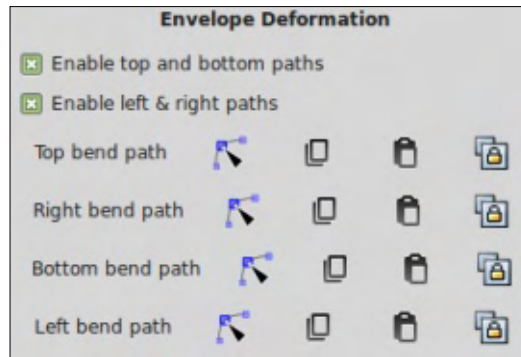 Envelope Deformation
Enable top and bottom paths
Enable left & right paths
Top bend path
Right bend path
Bottom bend path
Left bend path